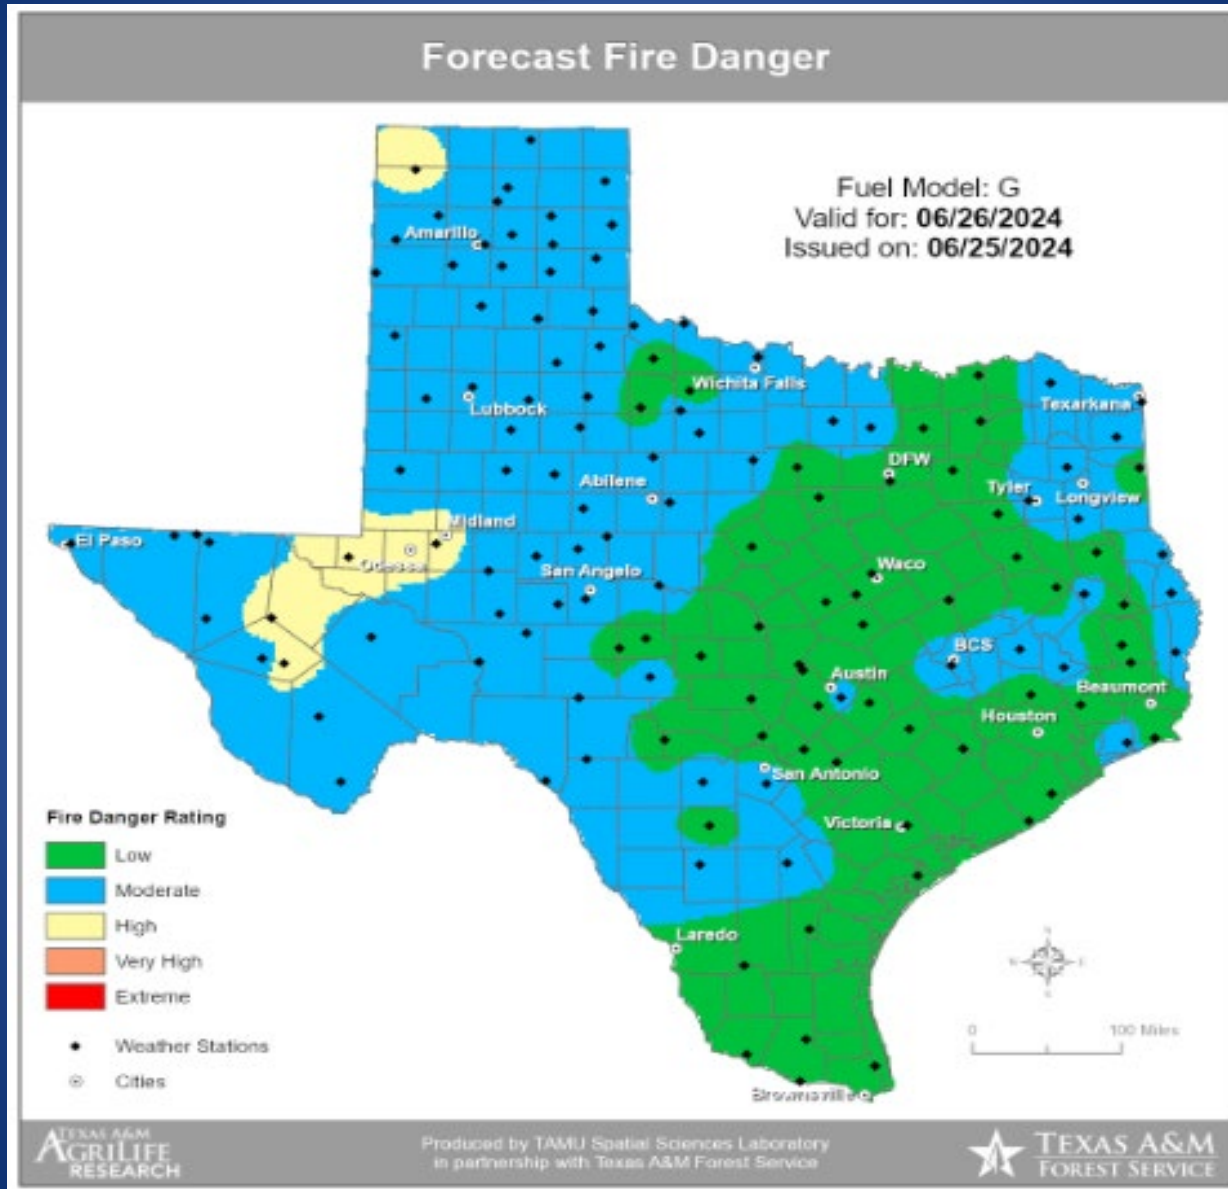 Forecast Fire Danger
Fuel Model: G
Valid for: 06/26/2024
Issued on: 06/25/2024
Amarillo
Wichita Falls
Lubbock
Texarkana
DFW
Abilene
Tyler
Longview
Midland
El Paso
Odessa
San Angelo
Waco
BCS
Austin
Beaumont
Houston
San Antonio
Victoria
Laredo
Brownsville
Fire Danger Rating
Low
Moderate
High
Very High
Extreme
Weather Stations
Cities
N
W E
S
0 100 Miles
TEXAS A&M
AGRILIFE
RESEARCH
Produced by TAMU Spatial Sciences Laboratory
in partnership with Texas A&M Forest Service
TEXAS A&M
FOREST SERVICE